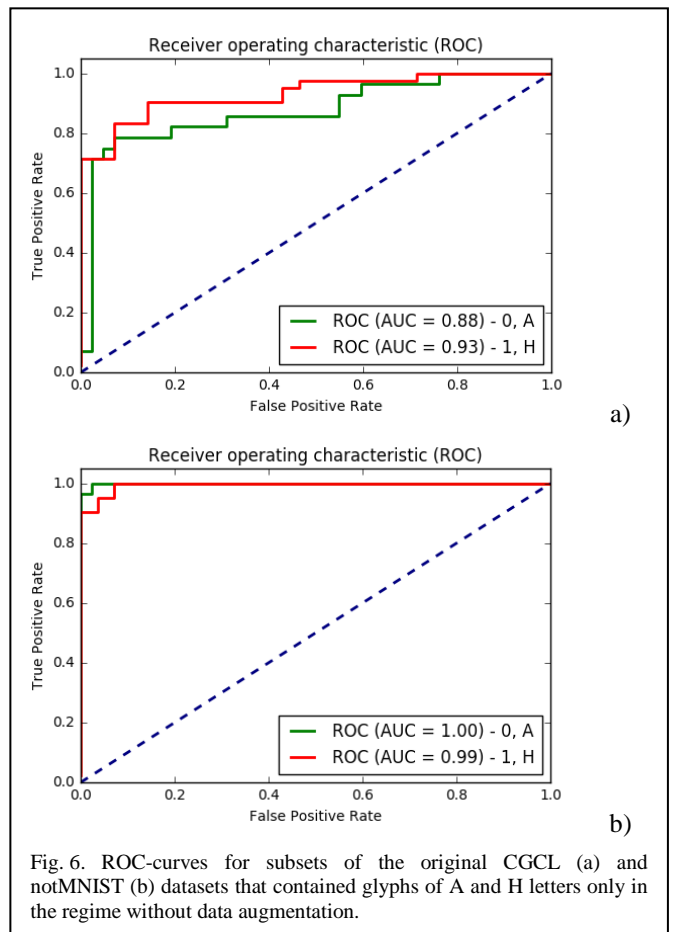 Receiver operating characteristic (ROC)
1.0
0.8
0.6
0.4
0.2
0.0
True Positive Rate
ROC (AUC = 0.88) - 0, A
ROC (AUC = 0.93) - 1, H
0.0 0.2 0.4 0.6 0.8 1.0
False Positive Rate
a)
Receiver operating characteristic (ROC)
1.0
0.8
0.6
0.4
0.2
0.0
True Positive Rate
ROC (AUC = 1.00) - 0, A
ROC (AUC = 0.99) - 1, H
0.0 0.2 0.4 0.6 0.8 1.0
False Positive Rate
b)
Fig. 6. ROC-curves for subsets of the original CGCL (a) and
notMNIST (b) datasets that contained glyphs of A and H letters only in
the regime without data augmentation.